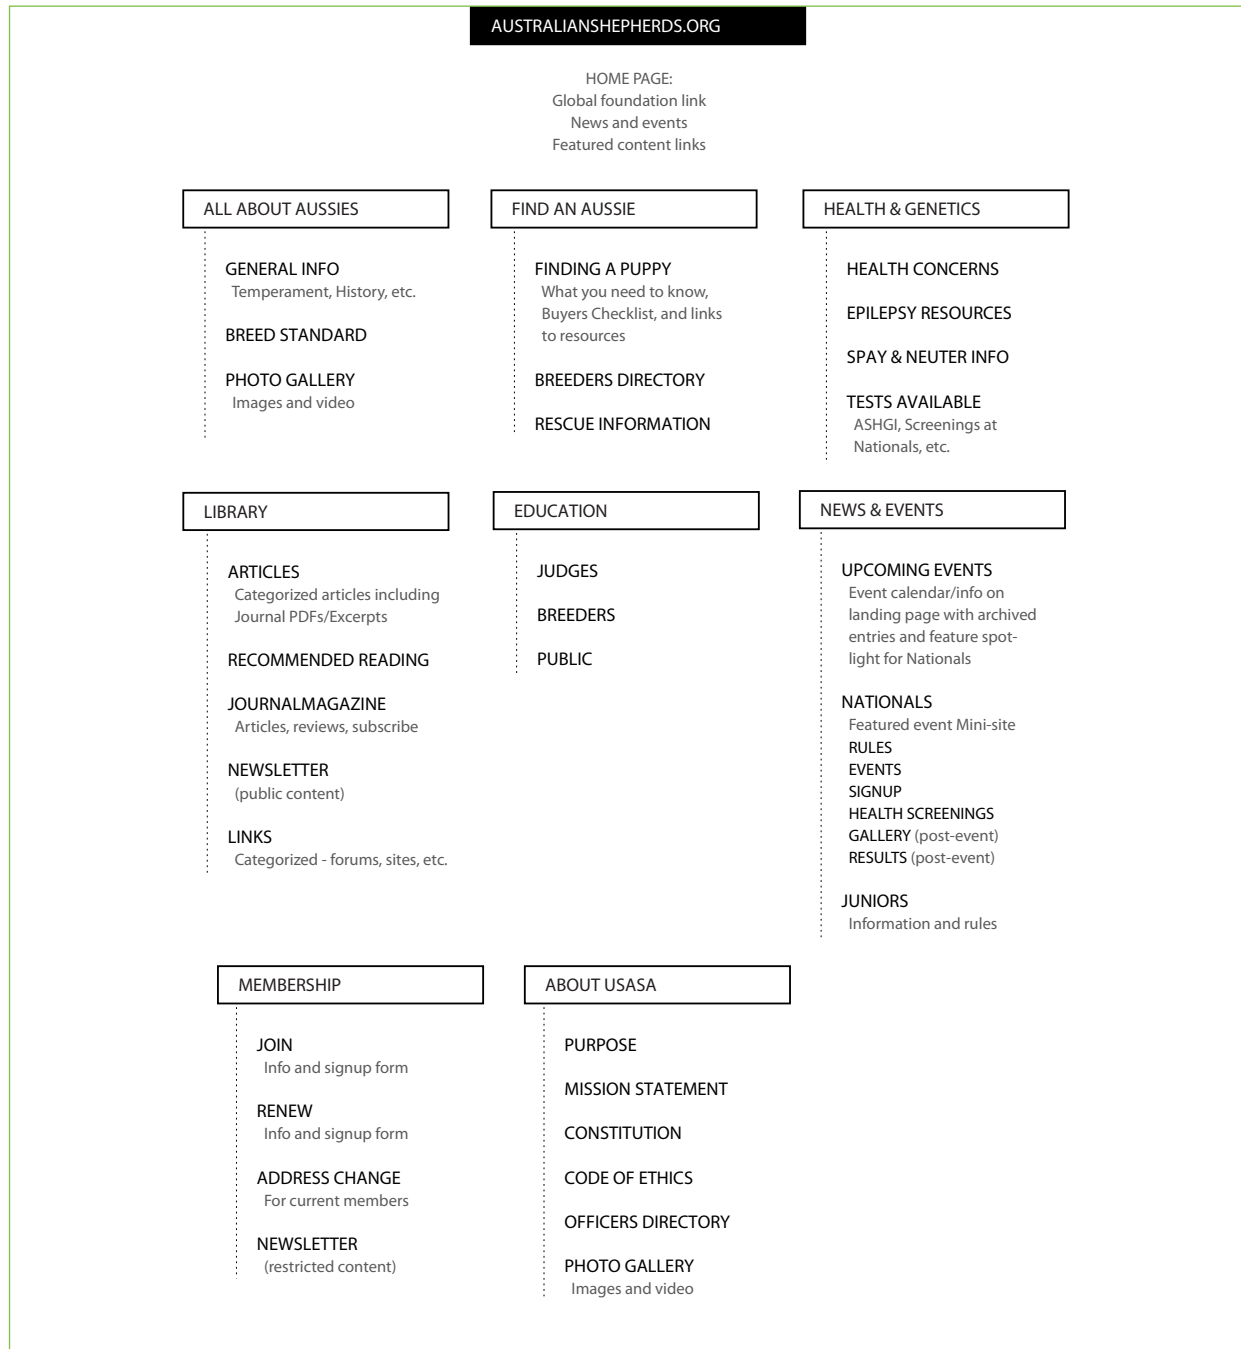 AUSTRALIANSHEPHERDS.ORG
HOME PAGE:
Global foundation link
News and events
Featured content links
ALL ABOUT AUSSIES
GENERAL INFO
Temperament, History, etc.
BREED STANDARD
PHOTO GALLERY
Images and video
FIND AN AUSSIE
FINDING A PUPPY
What you need to know,
Buyers Checklist, and links
to resources
BREEDERS DIRECTORY
RESCUE INFORMATION
HEALTH & GENETICS
HEALTH CONCERNS
EPILEPSY RESOURCES
SPAY & NEUTER INFO
TESTS AVAILABLE
ASHGI, Screenings at
Nationals, etc.
LIBRARY
ARTICLES
Categorized articles including
Journal PDFs/Excerpts
RECOMMENDED READING
JOURNALMAGAZINE
Articles, reviews, subscribe
NEWSLETTER
(public content)
LINKS
Categorized - forums, sites, etc.
EDUCATION
JUDGES
BREEDERS
PUBLIC
NEWS & EVENTS
UPCOMING EVENTS
Event calendar/info on
landing page with archived
entries and feature spot-
light for Nationals
NATIONALS
Featured event Mini-site
RULES
EVENTS
SIGNUP
HEALTH SCREENINGS
GALLERY (post-event)
RESULTS (post-event)
JUNIORS
Information and rules
MEMBERSHIP
JOIN
Info and signup form
RENEW
Info and signup form
ADDRESS CHANGE
For current members
NEWSLETTER
(restricted content)
ABOUT USASA
PURPOSE
MISSION STATEMENT
CONSTITUTION
CODE OF ETHICS
OFFICERS DIRECTORY
PHOTO GALLERY
Images and video